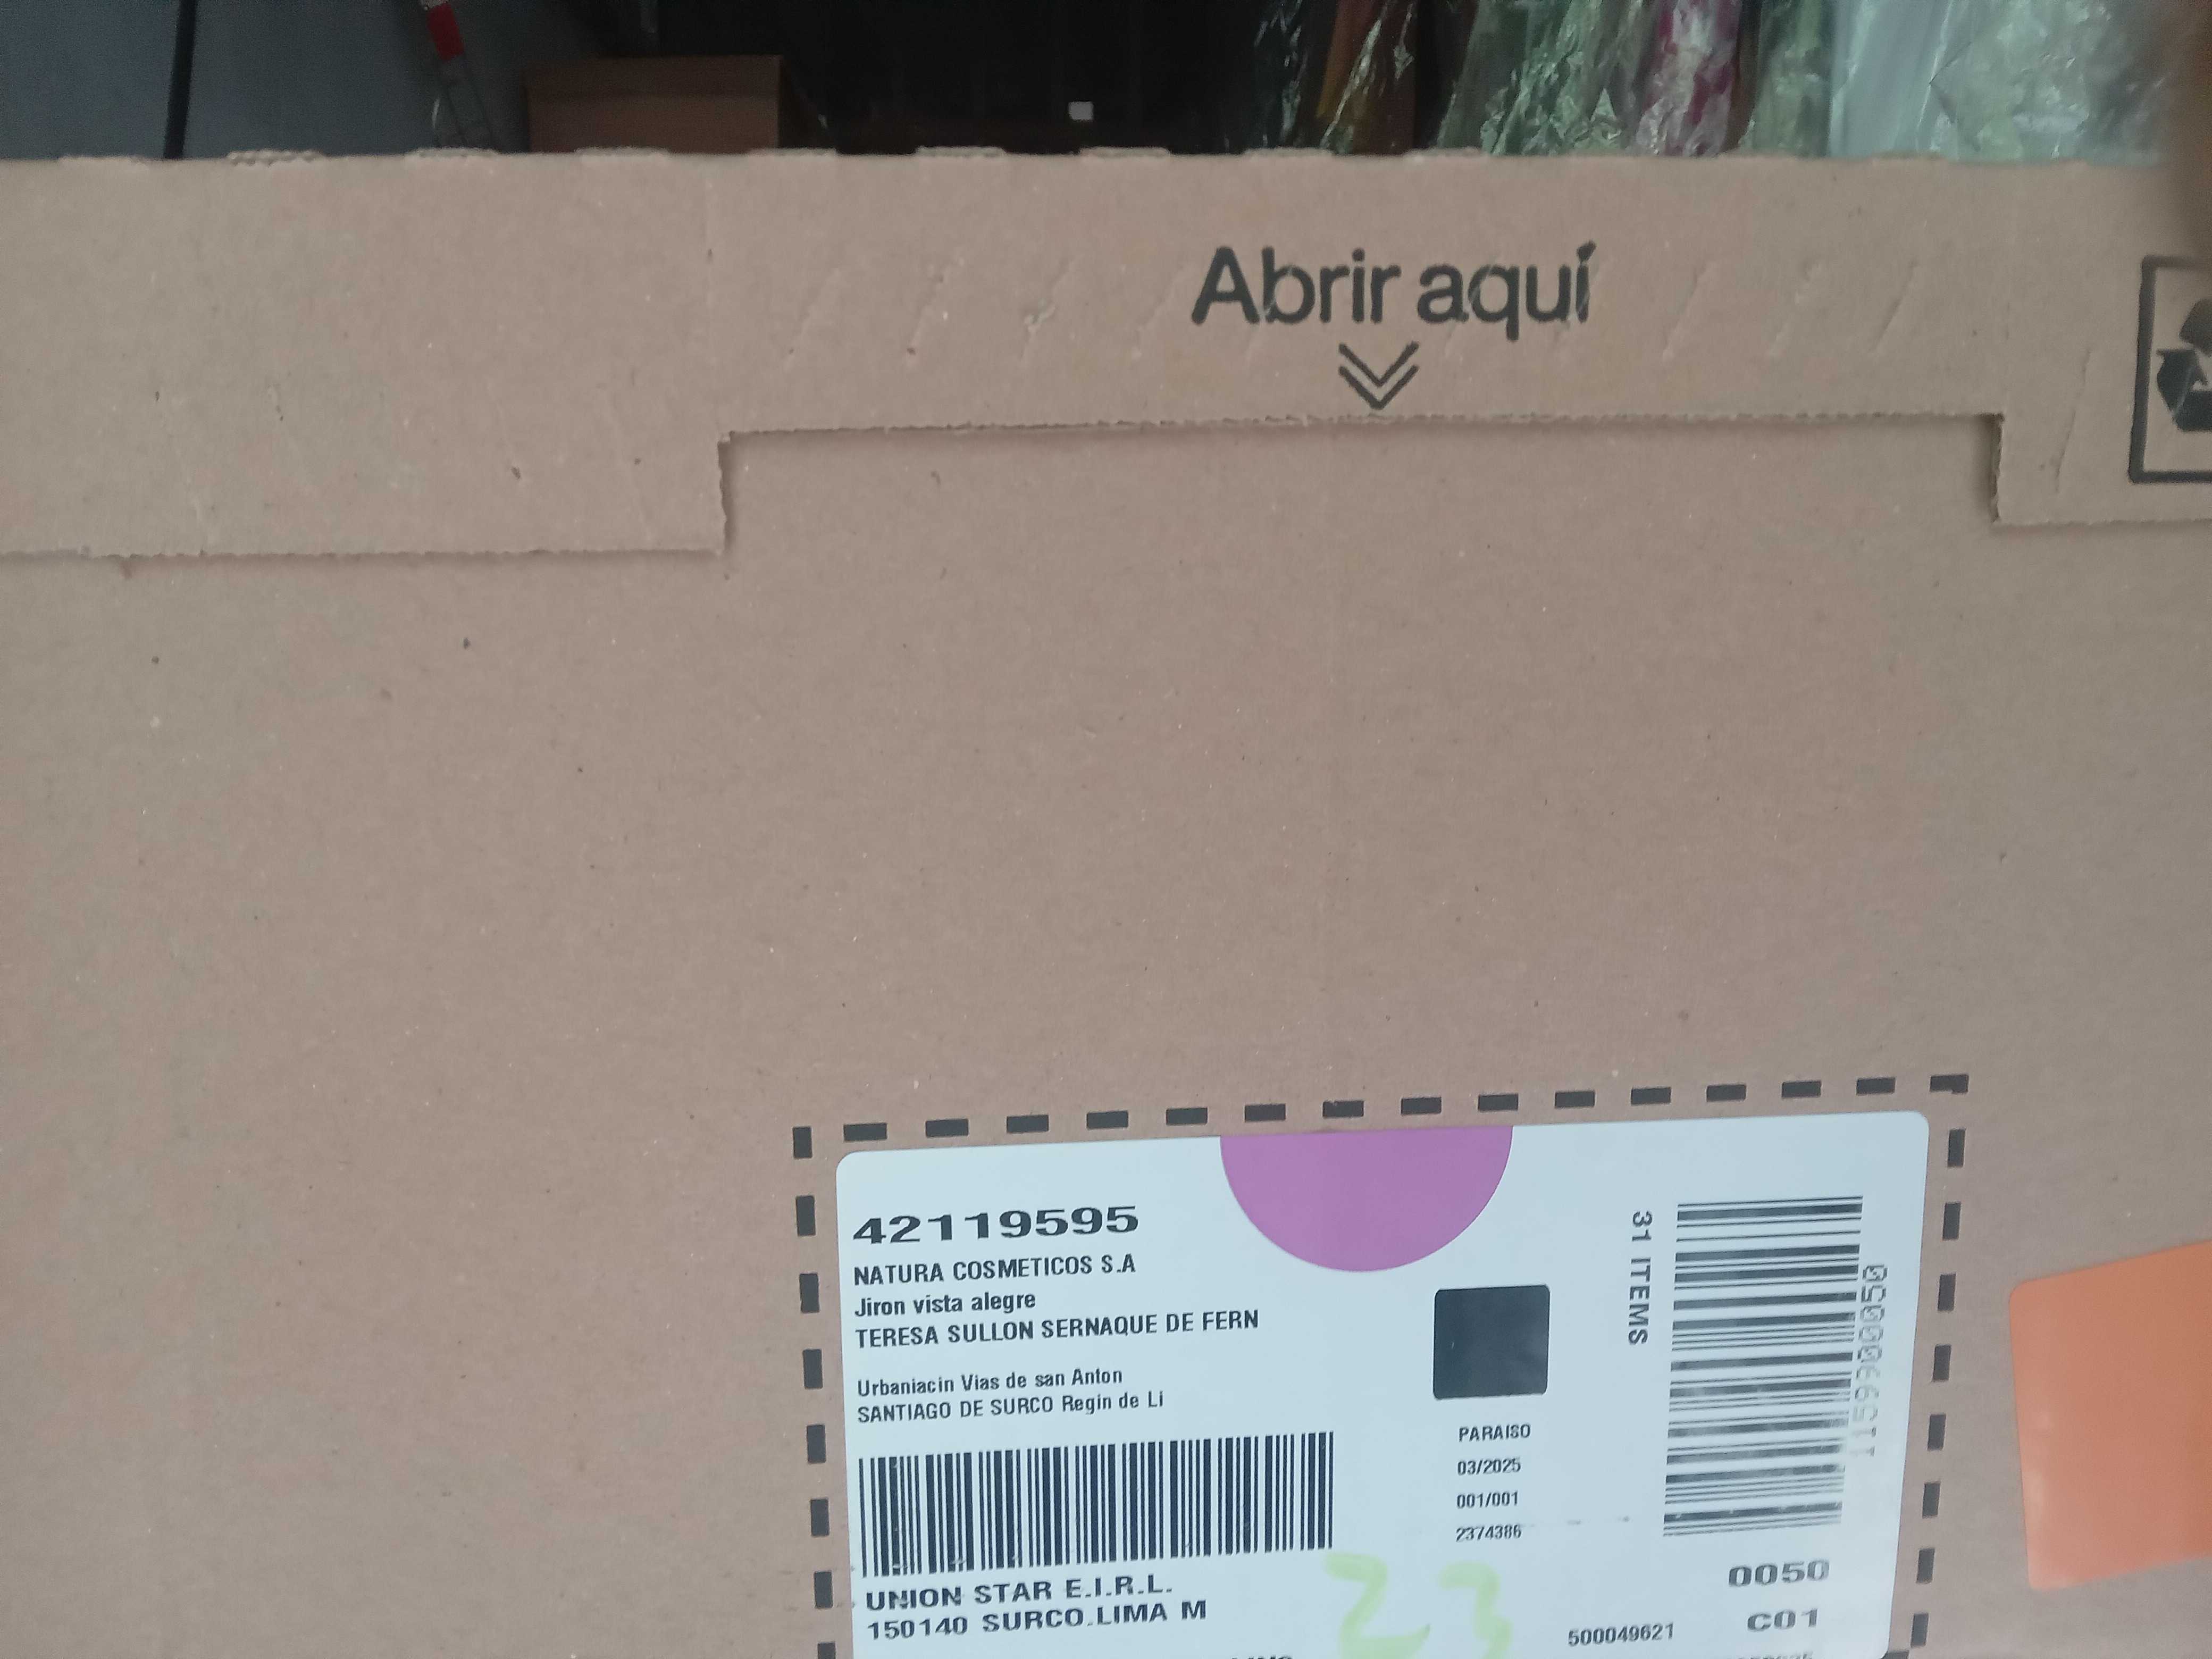 Abrir aquí
42119595
NATURA COSMETICOS S.A
Jiron vista alegre
TERESA SULLON SERNAQUE DE FERN
Urbaniacin Vias de san Anton
SANTIAGO DE SURCO Regin de Li
31 ITEMS
1159900050
PARAISO
03/2025
001/001
2374386
UNION STAR E.I.R.L.
150140 SURCO.LIMA M
23
0050
C01
500049621